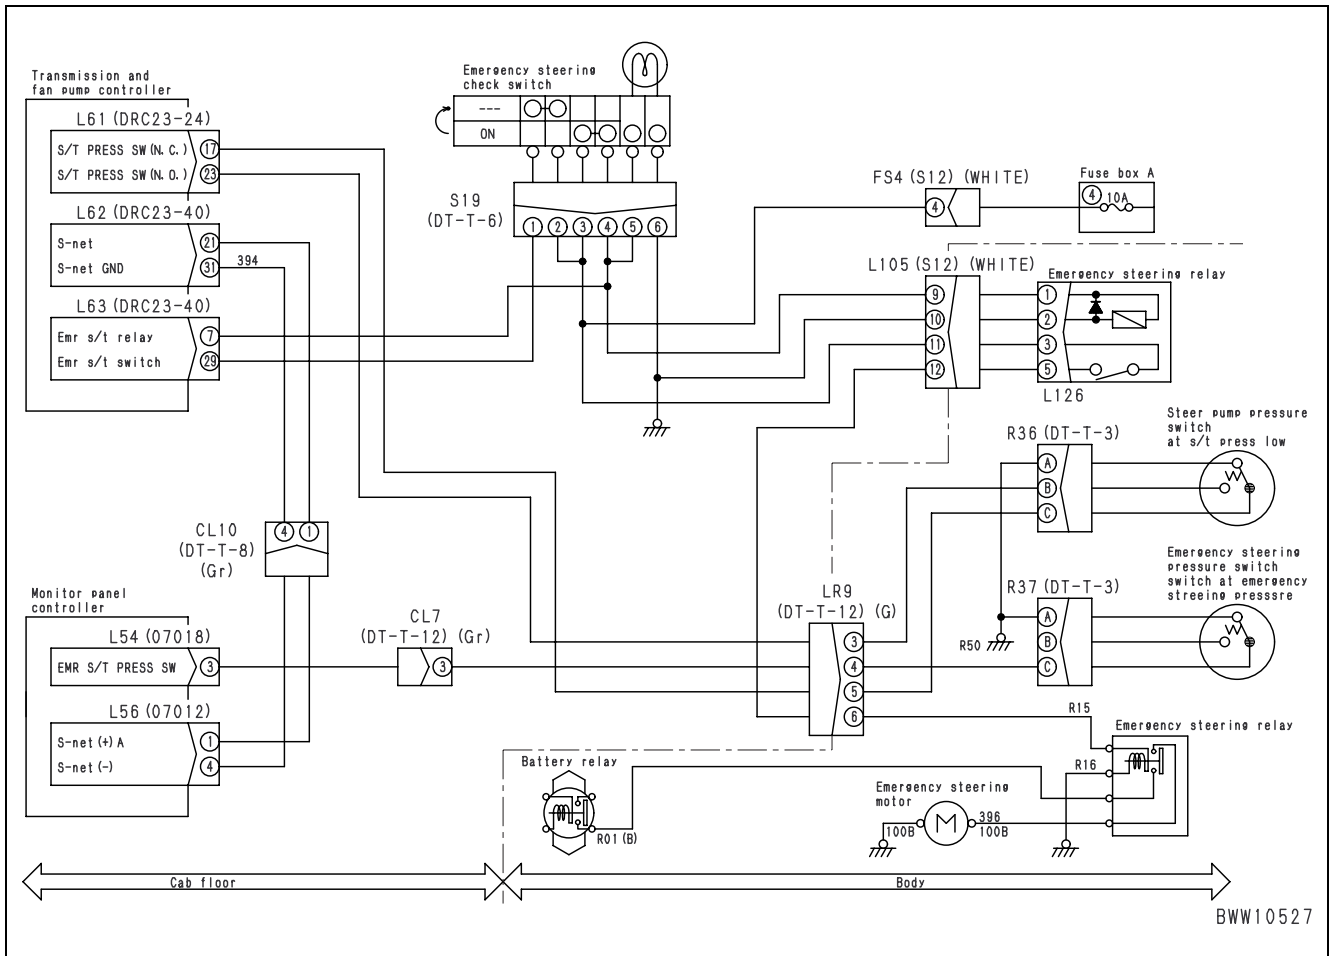 Transmission and
fan pump controller
L61 (DRC23-24)
S/T PRESS SW(N.C.) 17
S/T PRESS SW(N.O.) 23
L62 (DRC23-40)
S-net 21
S-net GND 31
394
L63 (DRC23-40)
Emr s/t relay 7
Emr s/t switch 29
Emergency steering
check switch
---
ON
S19
(DT-T-6)
1 2 3 4 5 6
FS4 (S12) (WHITE)
4
Fuse box A
4 10A
L105 (S12) (WHITE)
9
10
11
12
Emergency steering relay
1
2
3
5
L126
Steer pump pressure
switch
at s/t press low
R36 (DT-T-3)
A
B
C
Emergency steering
pressure switch
switch at emergency
streeing presssre
R37 (DT-T-3)
A
B
C
R50
CL10
(DT-T-8)
(Gr)
4 1
Monitor panel
controller
L54 (07018)
EMR S/T PRESS SW 3
L56 (07012)
S-net (+) A 1
S-net (-) 4
CL7
(DT-T-12) (Gr)
3
LR9
(DT-T-12) (G)
3
4
5
6
R15
Emergency steering relay
R16
Battery relay
R01 (B)
Emergency steering
motor
M
100B
396
100B
Cab floor
Body
BWW10527